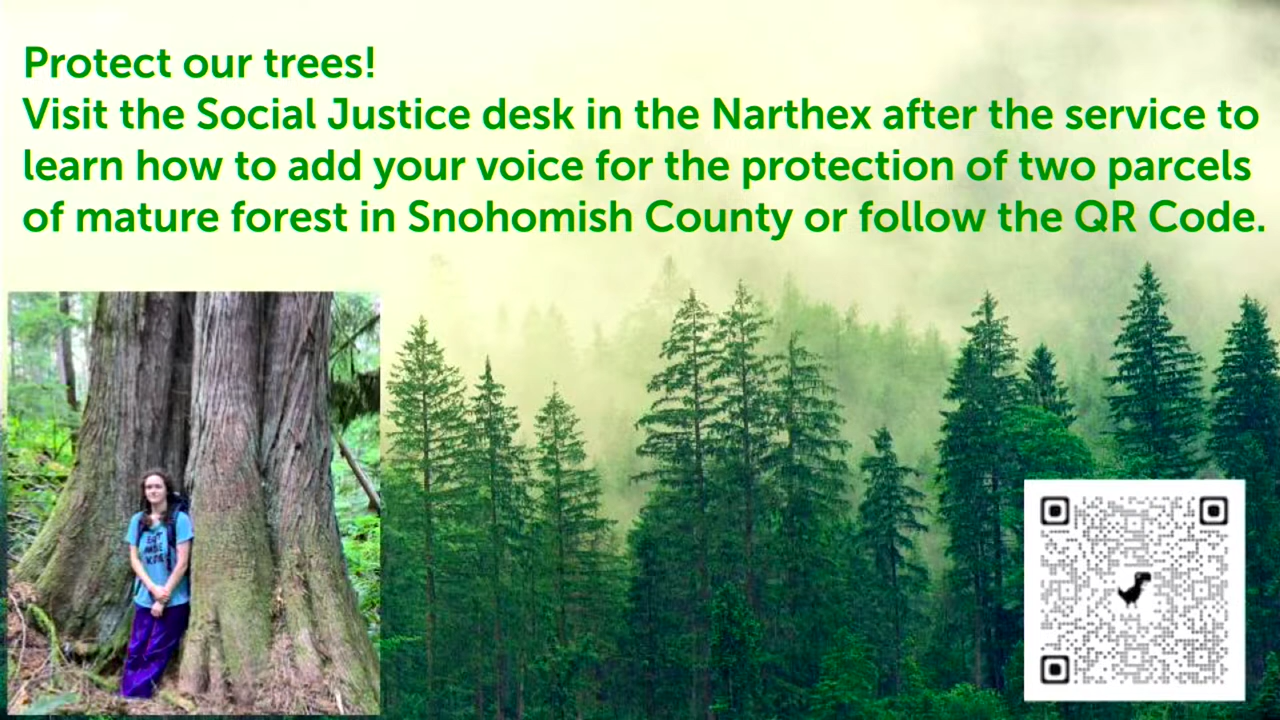 Protect our trees!
Visit the Social Justice desk in the Narthex after the service to
learn how to add your voice for the protection of two parcels
of mature forest in Snohomish County or follow the QR Code.